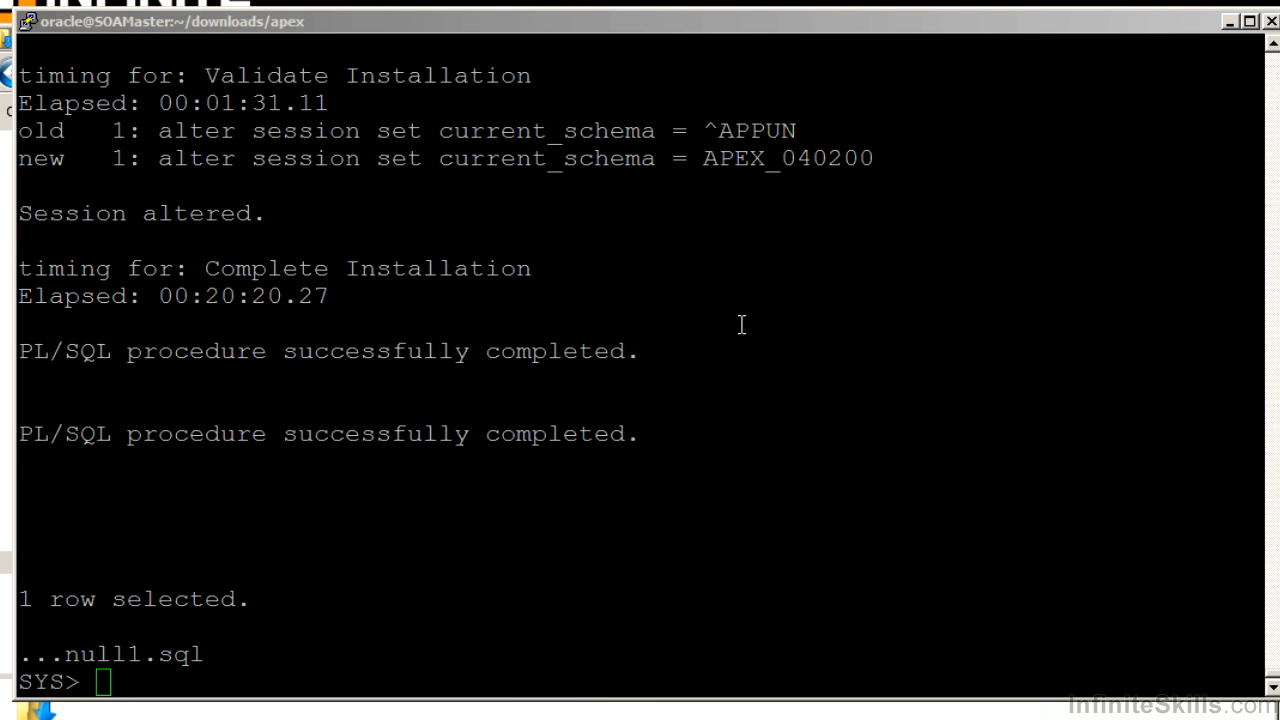 INFINITE
oracle@SOAMaster:~/downloads/apex
timing for: Validate Installation
Elapsed: 00:01:31.11
old   1: alter session set current_schema = ^APPUN
new   1: alter session set current_schema = APEX_040200
Session altered.
timing for: Complete Installation
Elapsed: 00:20:20.27
PL/SQL procedure successfully completed.
PL/SQL procedure successfully completed.
1 row selected.
...null1.sql
SYS>
InfiniteSkills.com